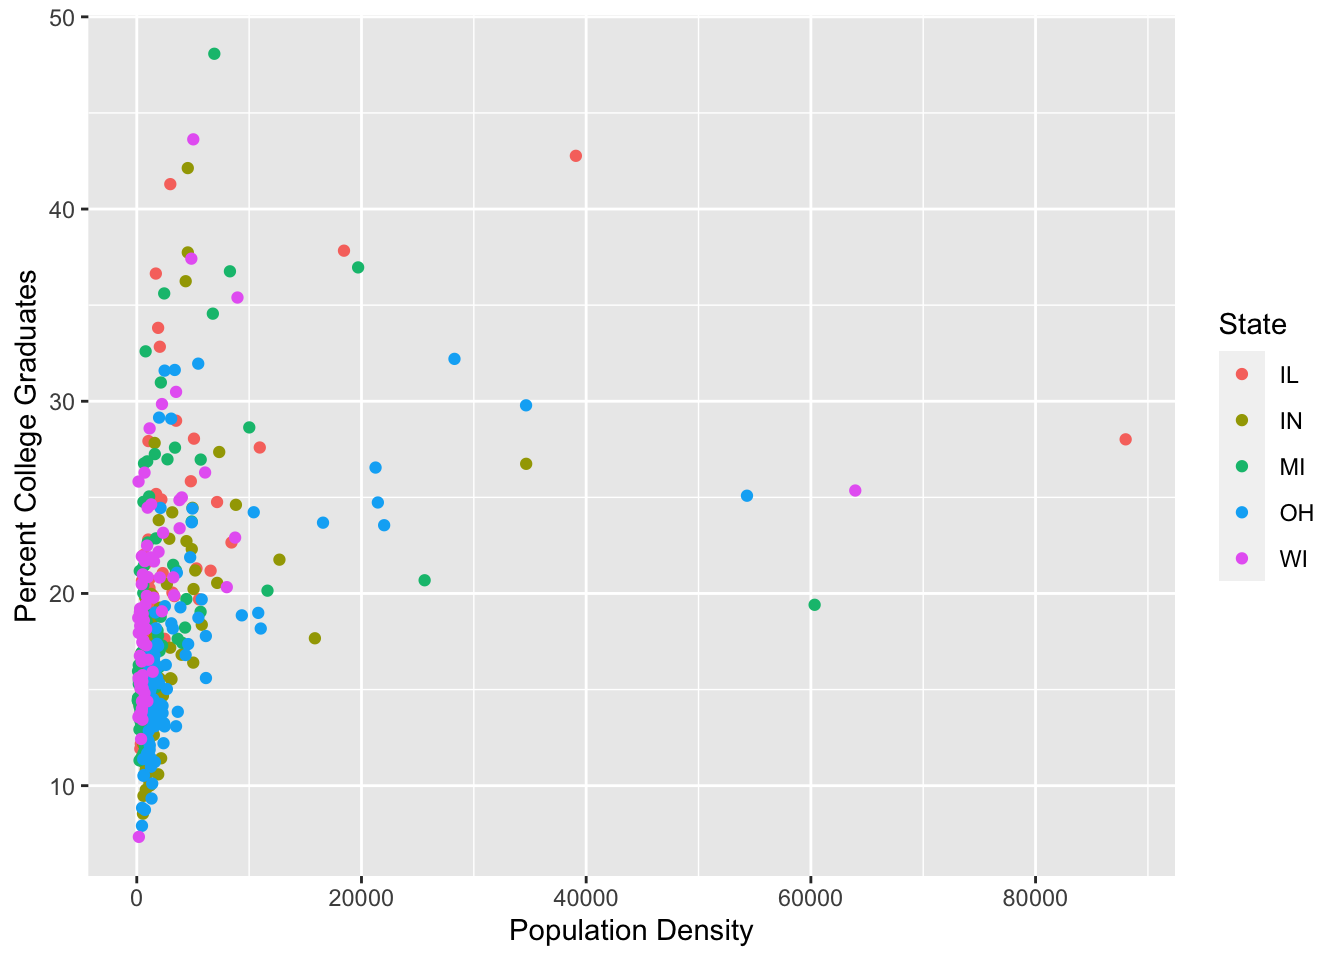 50
40
30
20
10
Percent College Graduates
0
20000
40000
60000
80000
Population Density
State
IL
IN
MI
OH
WI